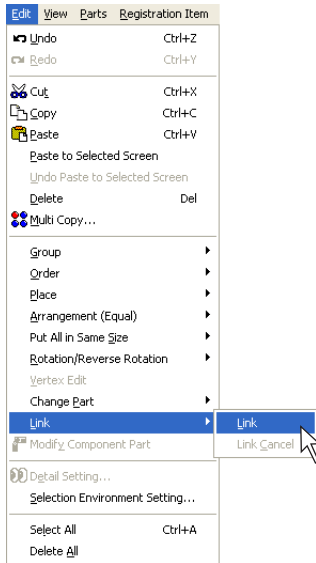 Edit View Parts Registration Item
Undo Ctrl+Z
Redo Ctrl+Y
Cut Ctrl+X
Copy Ctrl+C
Paste Ctrl+V
Paste to Selected Screen
Undo Paste to Selected Screen
Delete Del
Multi Copy...
Group
Order
Place
Arrangement (Equal)
Put All in Same Size
Rotation/Reverse Rotation
Vertex Edit
Change Part
Link Link
Modify Component Part Link Cancel
Detail Setting...
Selection Environment Setting...
Select All Ctrl+A
Delete All